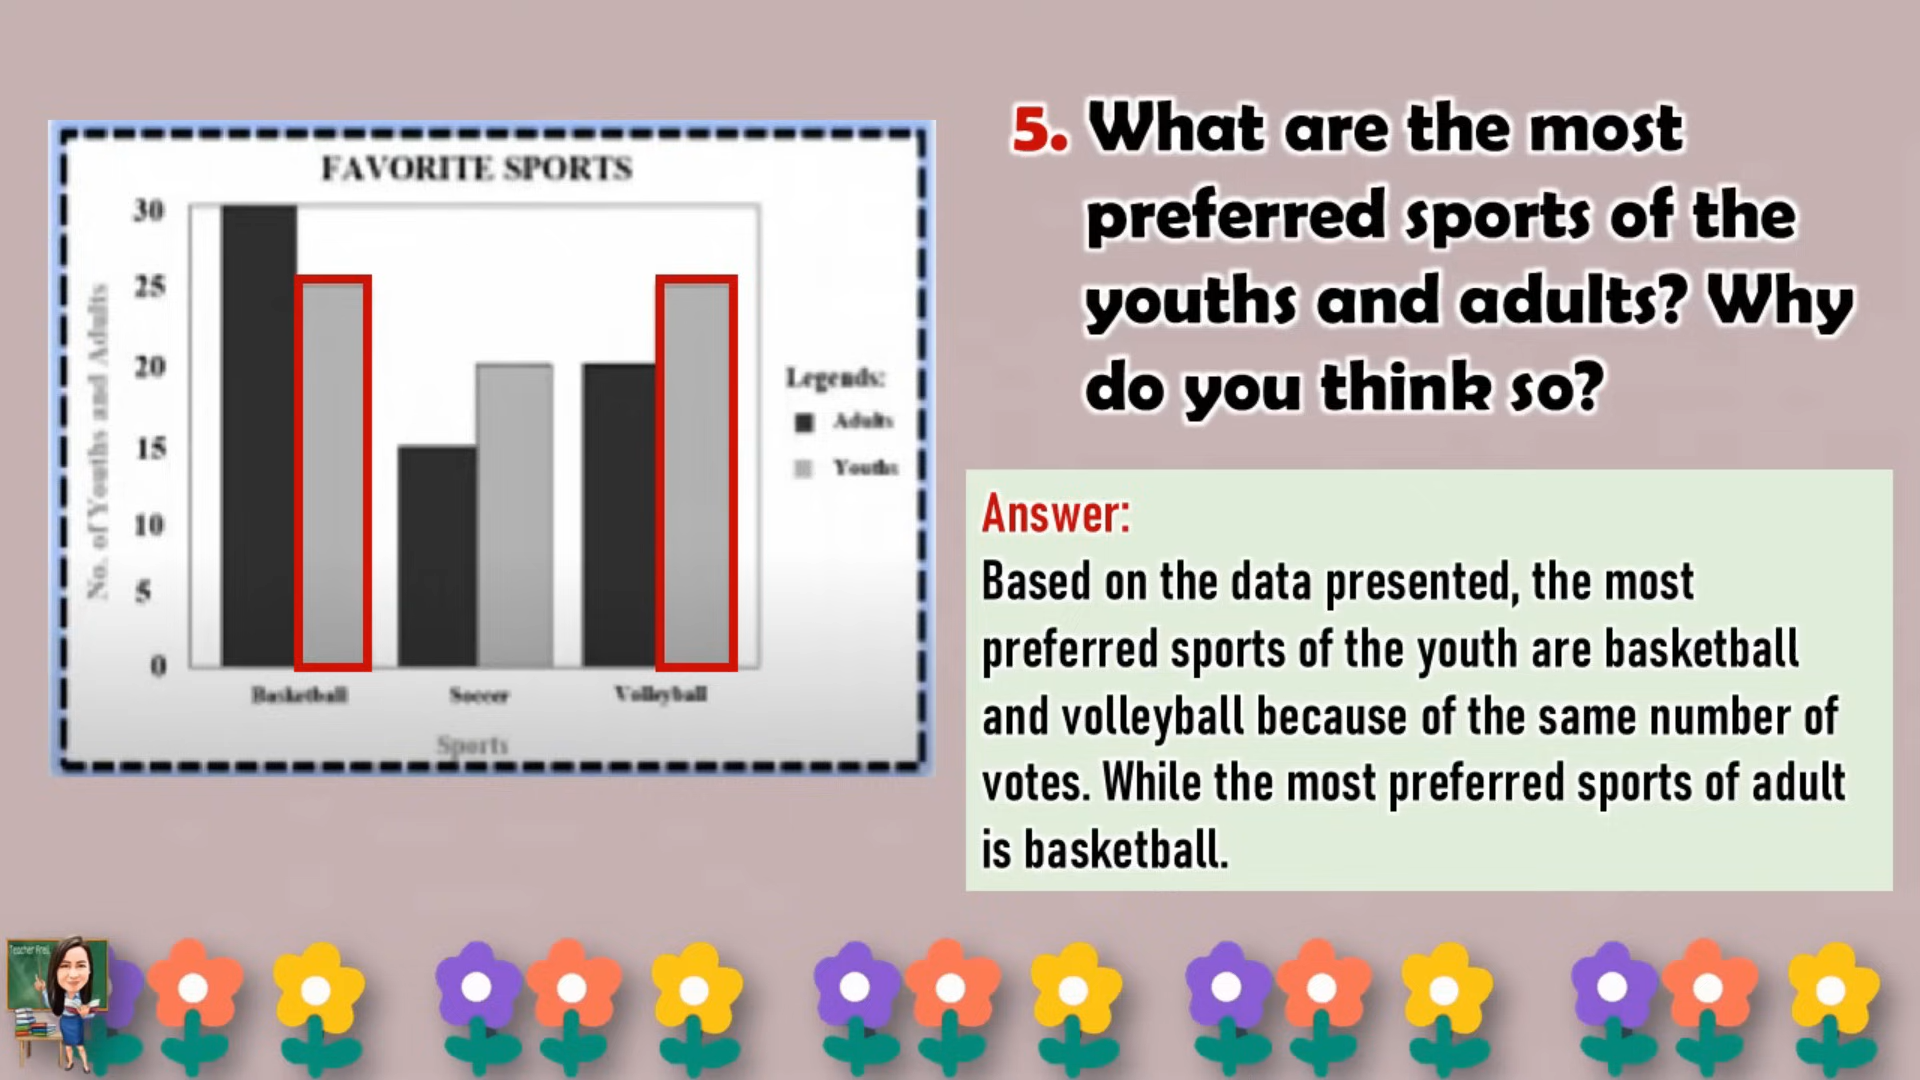 FAVORITE SPORTS
30
25
20
15
10
5
0
No. of Youths and Adults
Basketball
Soccer
Volleyball
Sports
Legends:
Adults
Youths
5. What are the most
preferred sports of the
youths and adults? Why
do you think so?
Answer:
Based on the data presented, the most
preferred sports of the youth are basketball
and volleyball because of the same number of
votes. While the most preferred sports of adult
is basketball.
Teacher